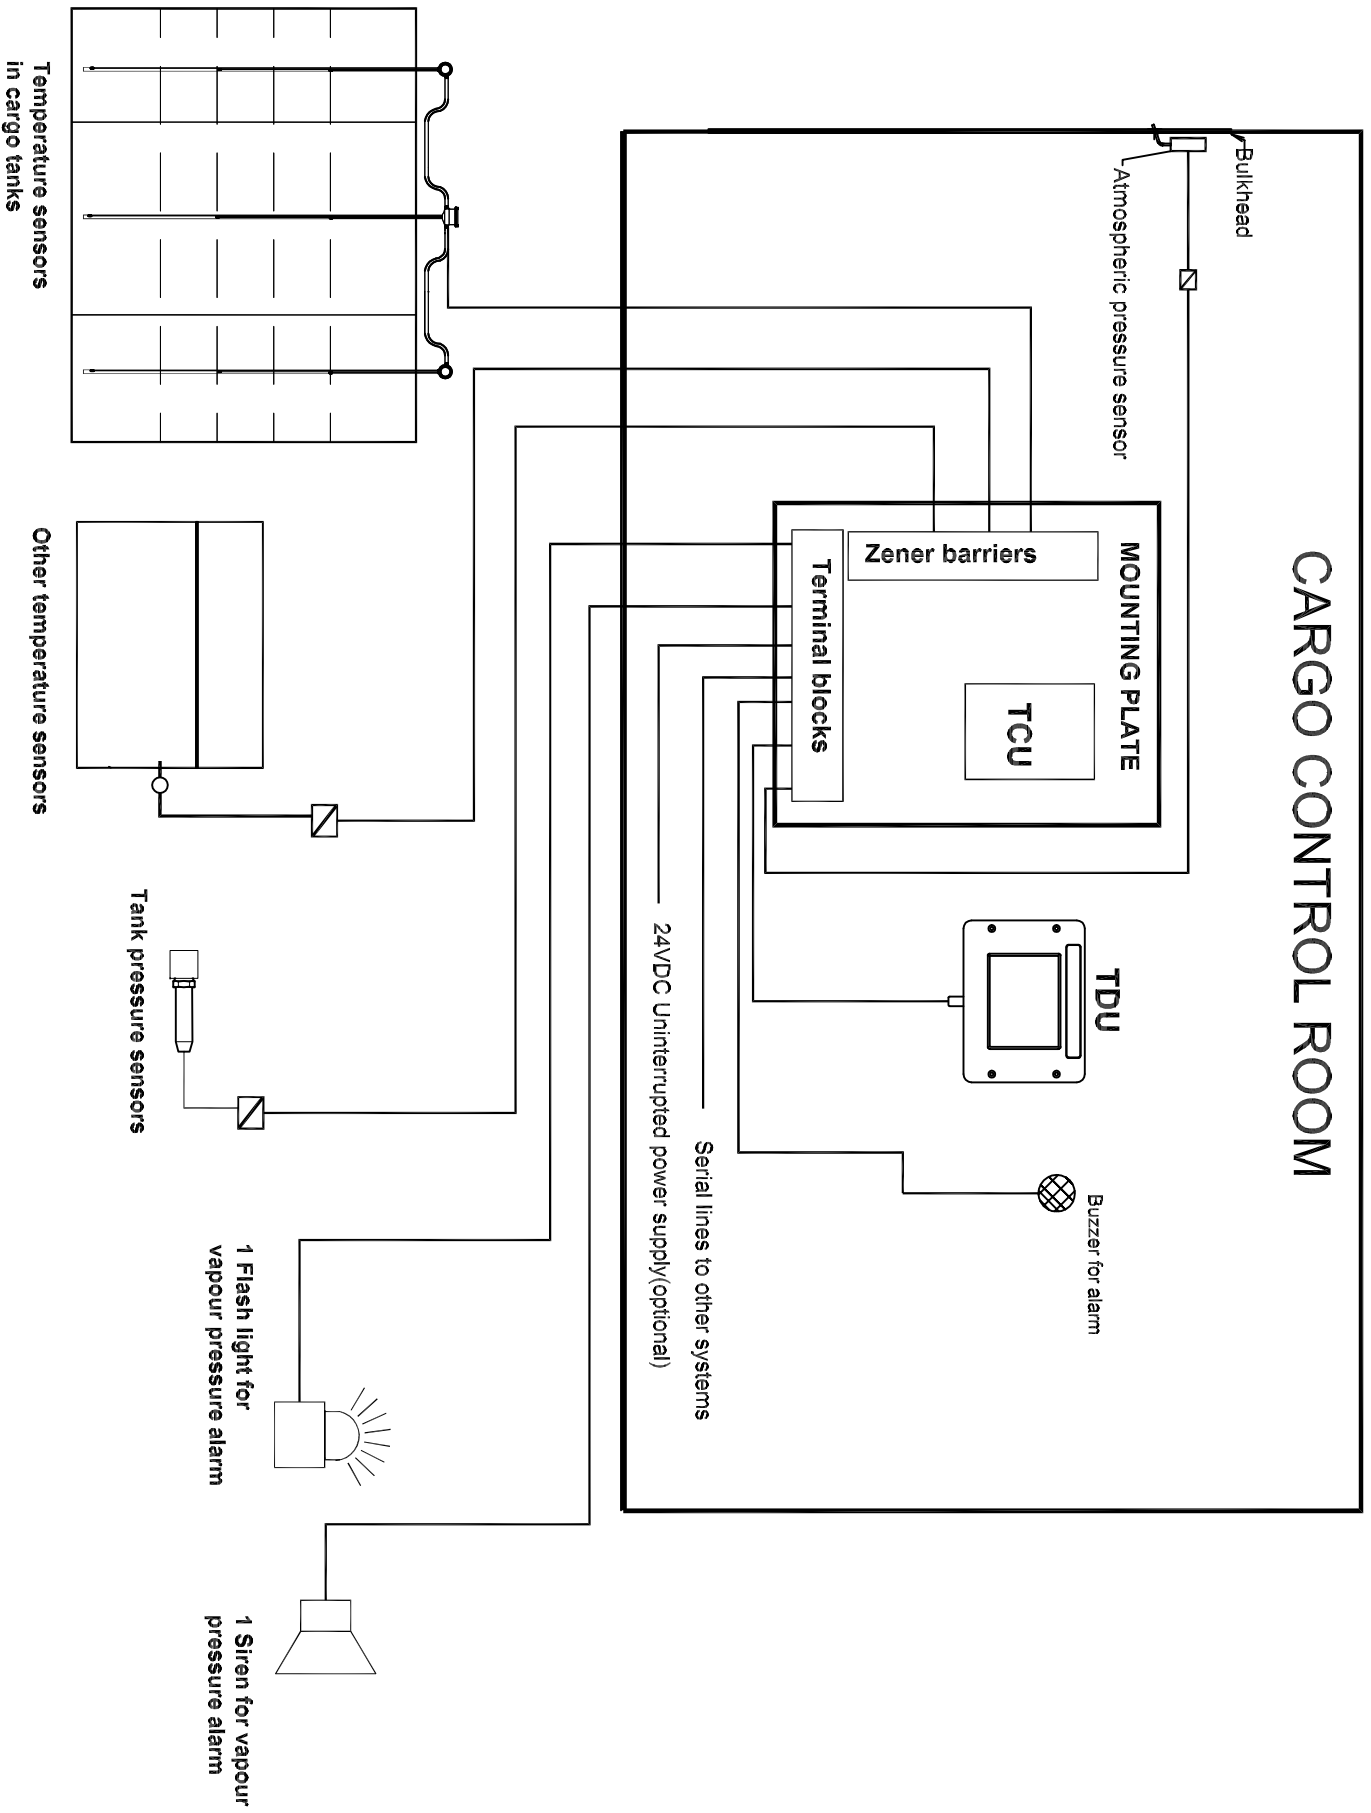 CARGO CONTROL ROOM
Bulkhead
Atmospheric pressure sensor
MOUNTING PLATE
Zener barriers
TCU
Terminal blocks
TDU
Buzzer for alarm
Serial lines to other systems
24VDC Uninterrupted power supply(optional)
Temperature sensors
in cargo tanks
Other temperature sensors
Tank pressure sensors
1 Flash light for
vapour pressure alarm
1 Siren for vapour
pressure alarm